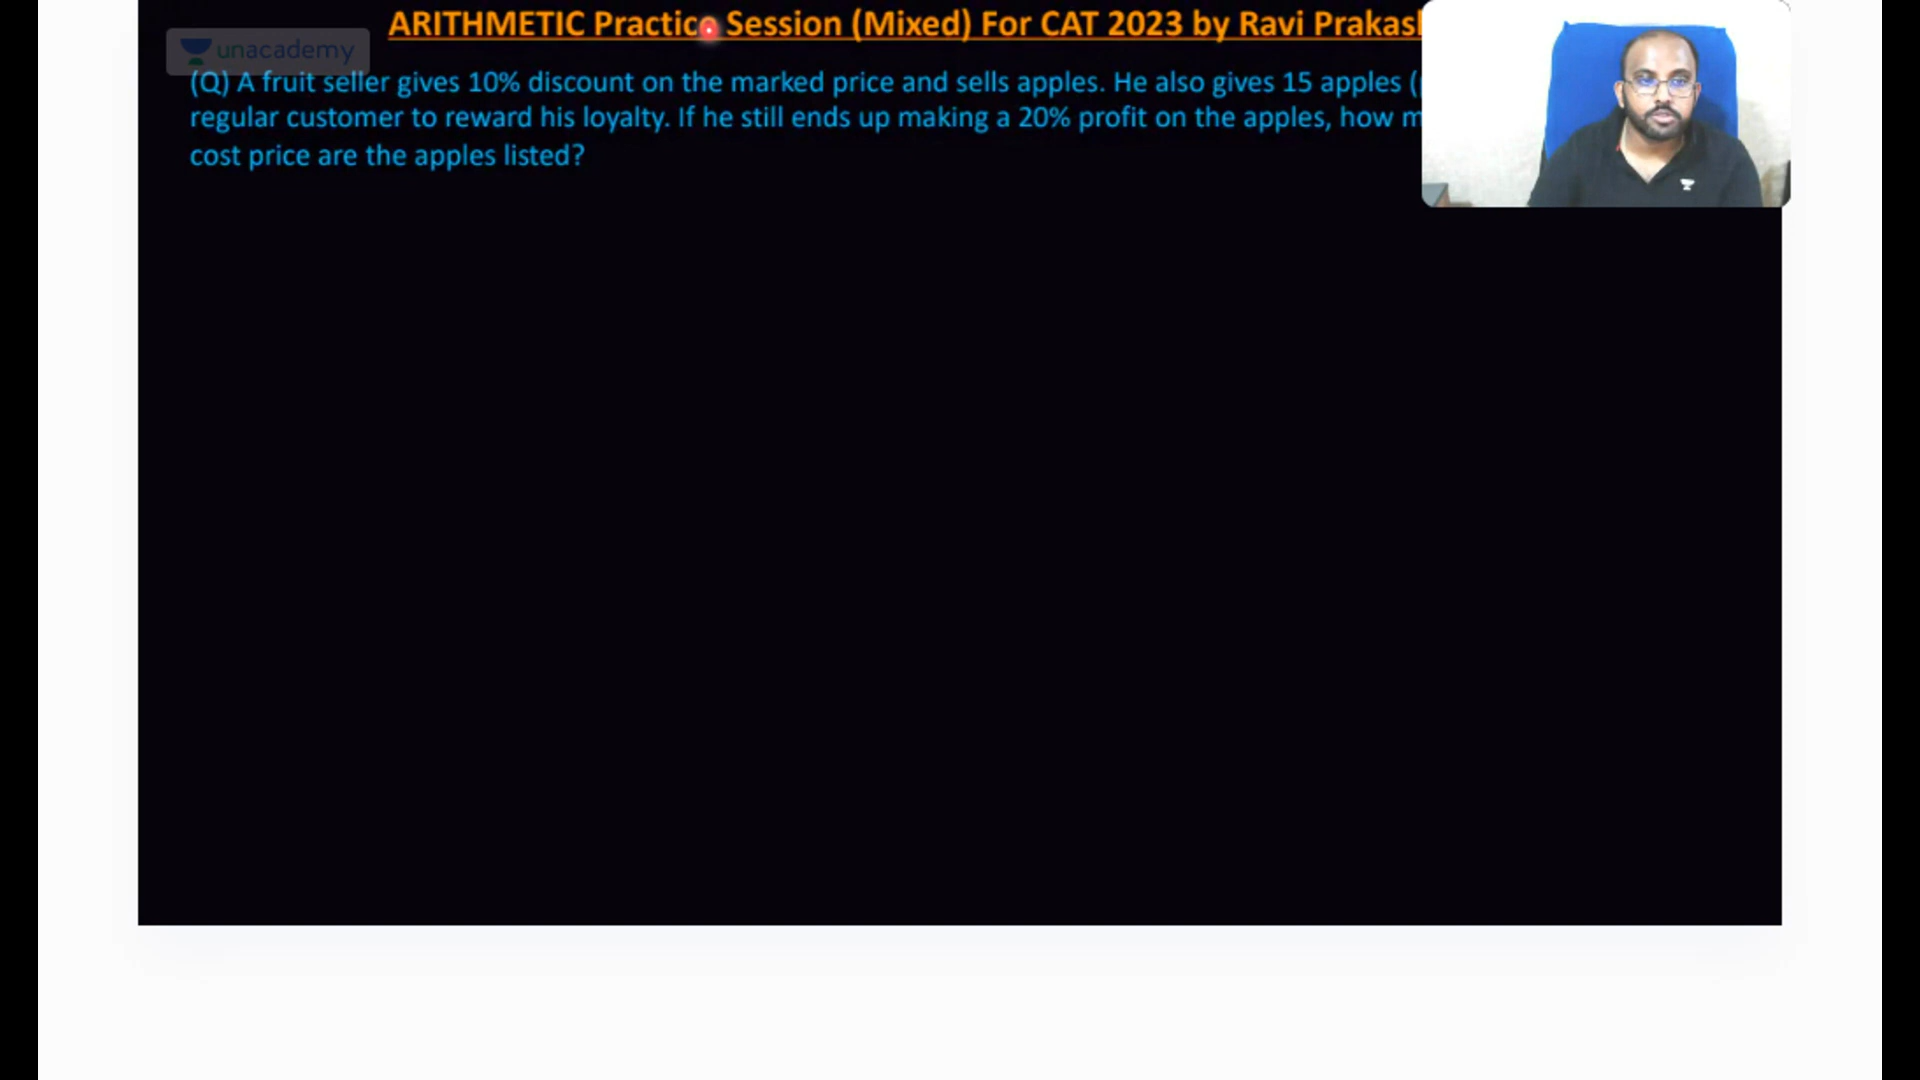 ARITHMETIC Practice Session (Mixed) For CAT 2023 by Ravi Prakash
unacademy
(Q) A fruit seller gives 10% discount on the marked price and sells apples. He also gives 15 apples (
regular customer to reward his loyalty. If he still ends up making a 20% profit on the apples, how
cost price are the apples listed?